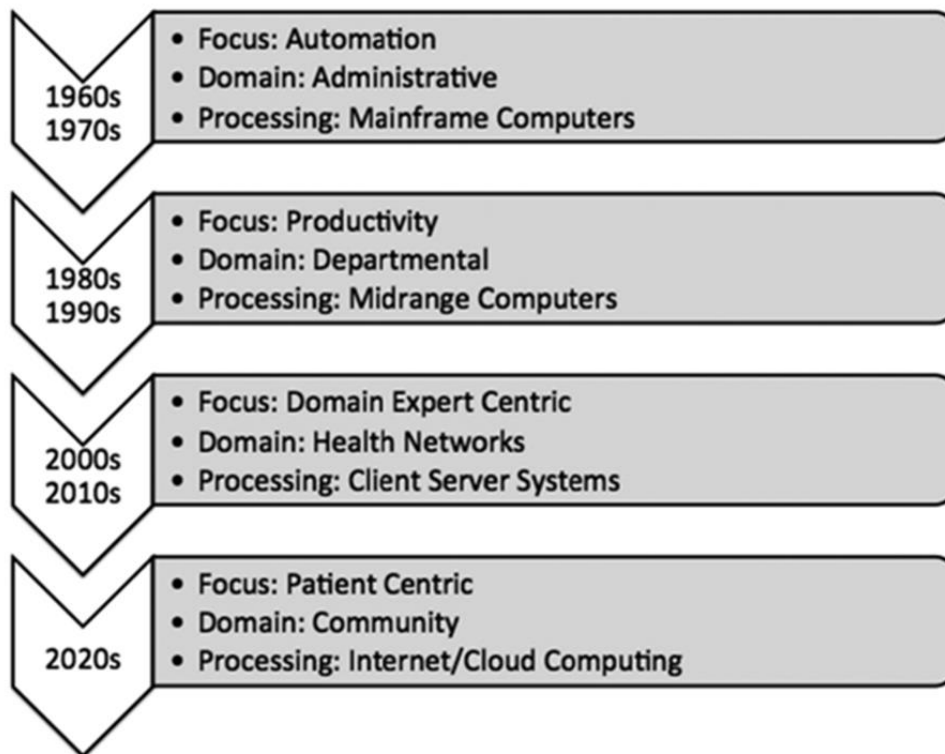 1960s
1970s
• Focus: Automation
• Domain: Administrative
• Processing: Mainframe Computers
1980s
1990s
• Focus: Productivity
• Domain: Departmental
• Processing: Midrange Computers
2000s
2010s
• Focus: Domain Expert Centric
• Domain: Health Networks
• Processing: Client Server Systems
2020s
• Focus: Patient Centric
• Domain: Community
• Processing: Internet/Cloud Computing